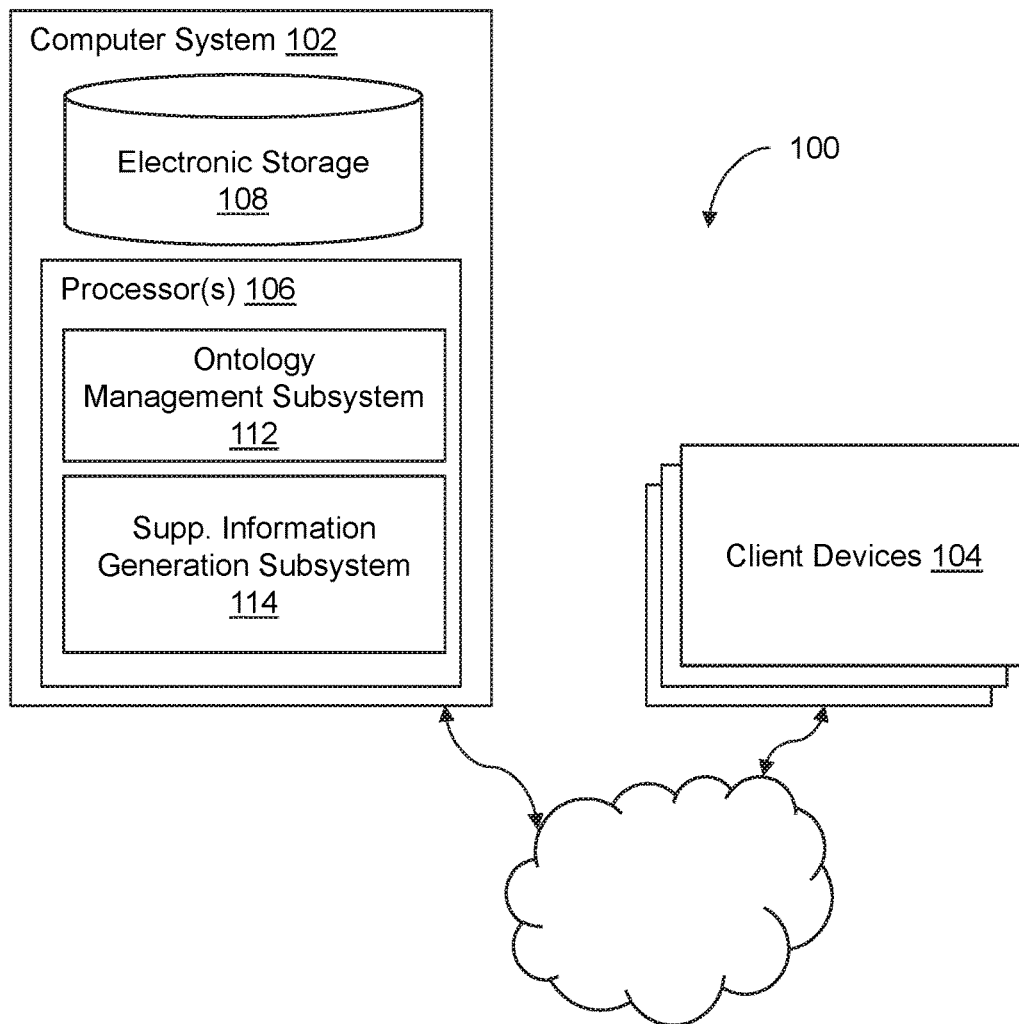 Computer System 102
Electronic Storage
108
100
Processor(s) 106
Ontology
Management Subsystem
112
Supp. Information
Generation Subsystem
114
Client Devices 104